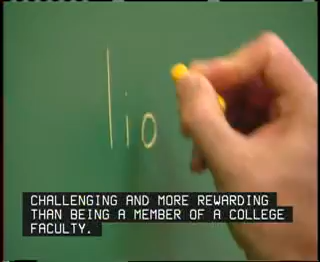 lio
CHALLENGING AND MORE REWARDING
THAN BEING A MEMBER OF A COLLEGE
FACULTY.